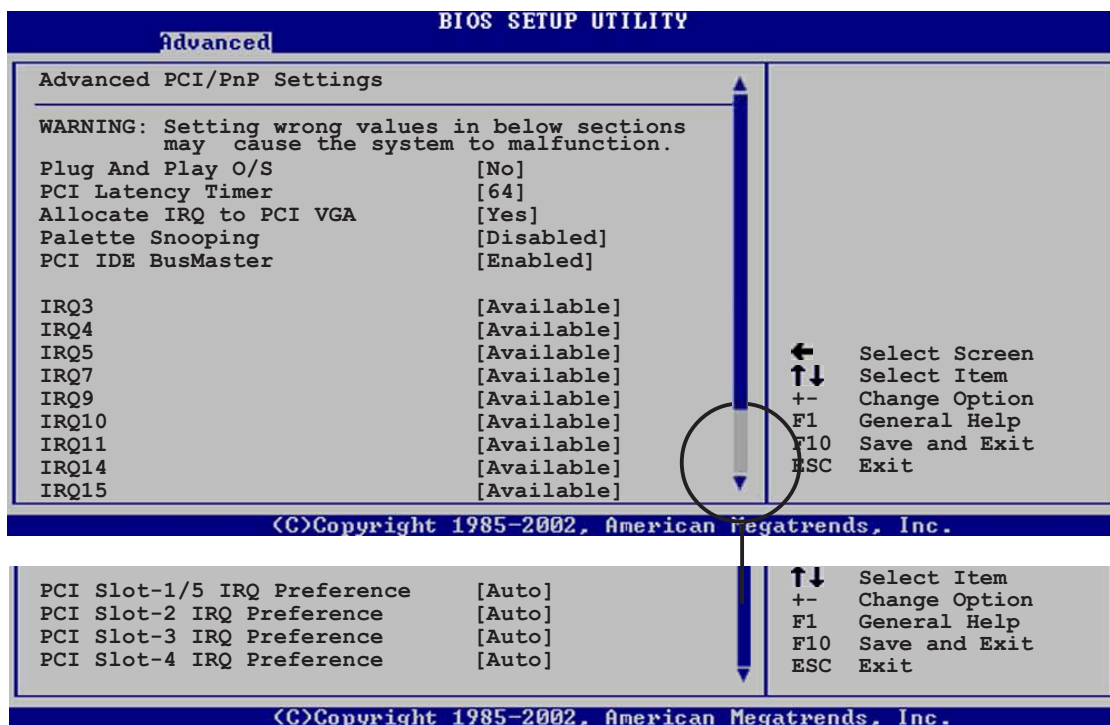 BIOS SETUP UTILITY
Advanced
Advanced PCI/PnP Settings
WARNING: Setting wrong values in below sections
may cause the system to malfunction.
Plug And Play O/S [No]
PCI Latency Timer [64]
Allocate IRQ to PCI VGA [Yes]
Palette Snooping [Disabled]
PCI IDE BusMaster [Enabled]
IRQ3 [Available]
IRQ4 [Available]
IRQ5 [Available]
IRQ7 [Available]
IRQ9 [Available]
IRQ10 [Available]
IRQ11 [Available]
IRQ14 [Available]
IRQ15 [Available]
← Select Screen
↑↓ Select Item
+- Change Option
F1 General Help
F10 Save and Exit
ESC Exit
(C)Copyright 1985-2002, American Megatrends, Inc.
PCI Slot-1/5 IRQ Preference [Auto]
PCI Slot-2 IRQ Preference [Auto]
PCI Slot-3 IRQ Preference [Auto]
PCI Slot-4 IRQ Preference [Auto]
↑↓ Select Item
+- Change Option
F1 General Help
F10 Save and Exit
ESC Exit
(C)Copyright 1985-2002, American Megatrends, Inc.